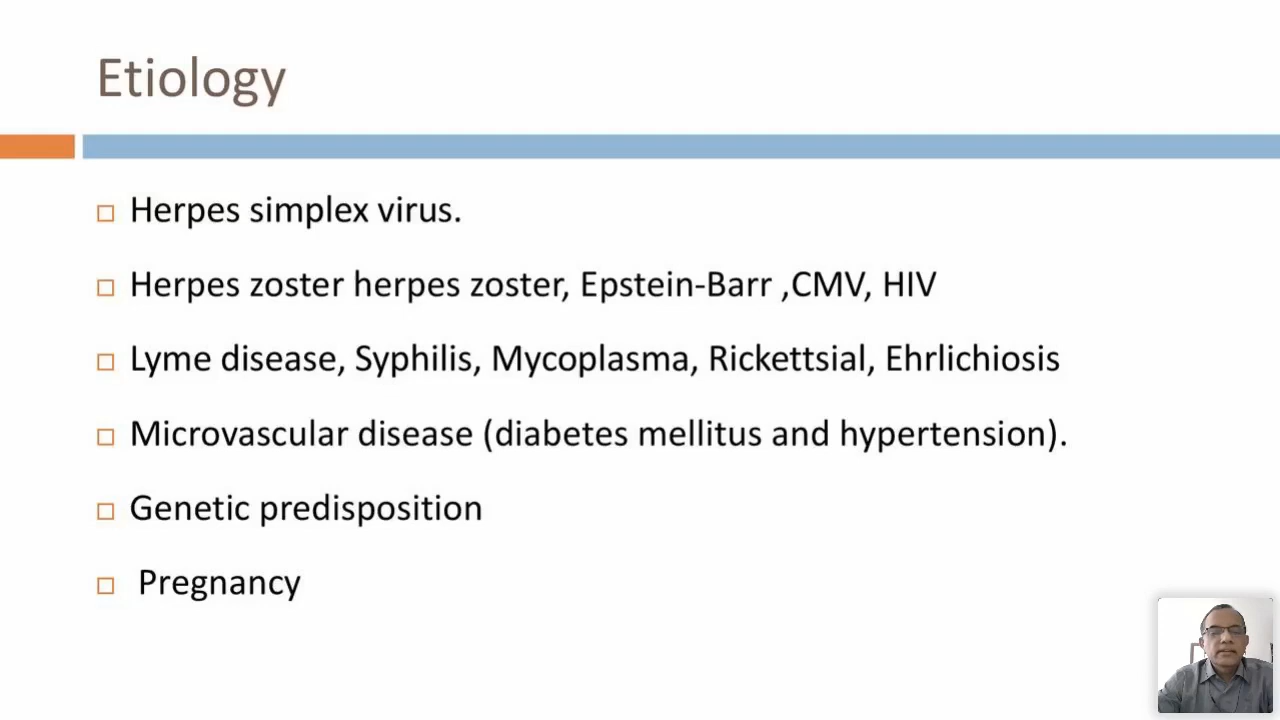 Etiology
Herpes simplex virus.
Herpes zoster herpes zoster, Epstein-Barr ,CMV, HIV
Lyme disease, Syphilis, Mycoplasma, Rickettsial, Ehrlichiosis
Microvascular disease (diabetes mellitus and hypertension).
Genetic predisposition
Pregnancy